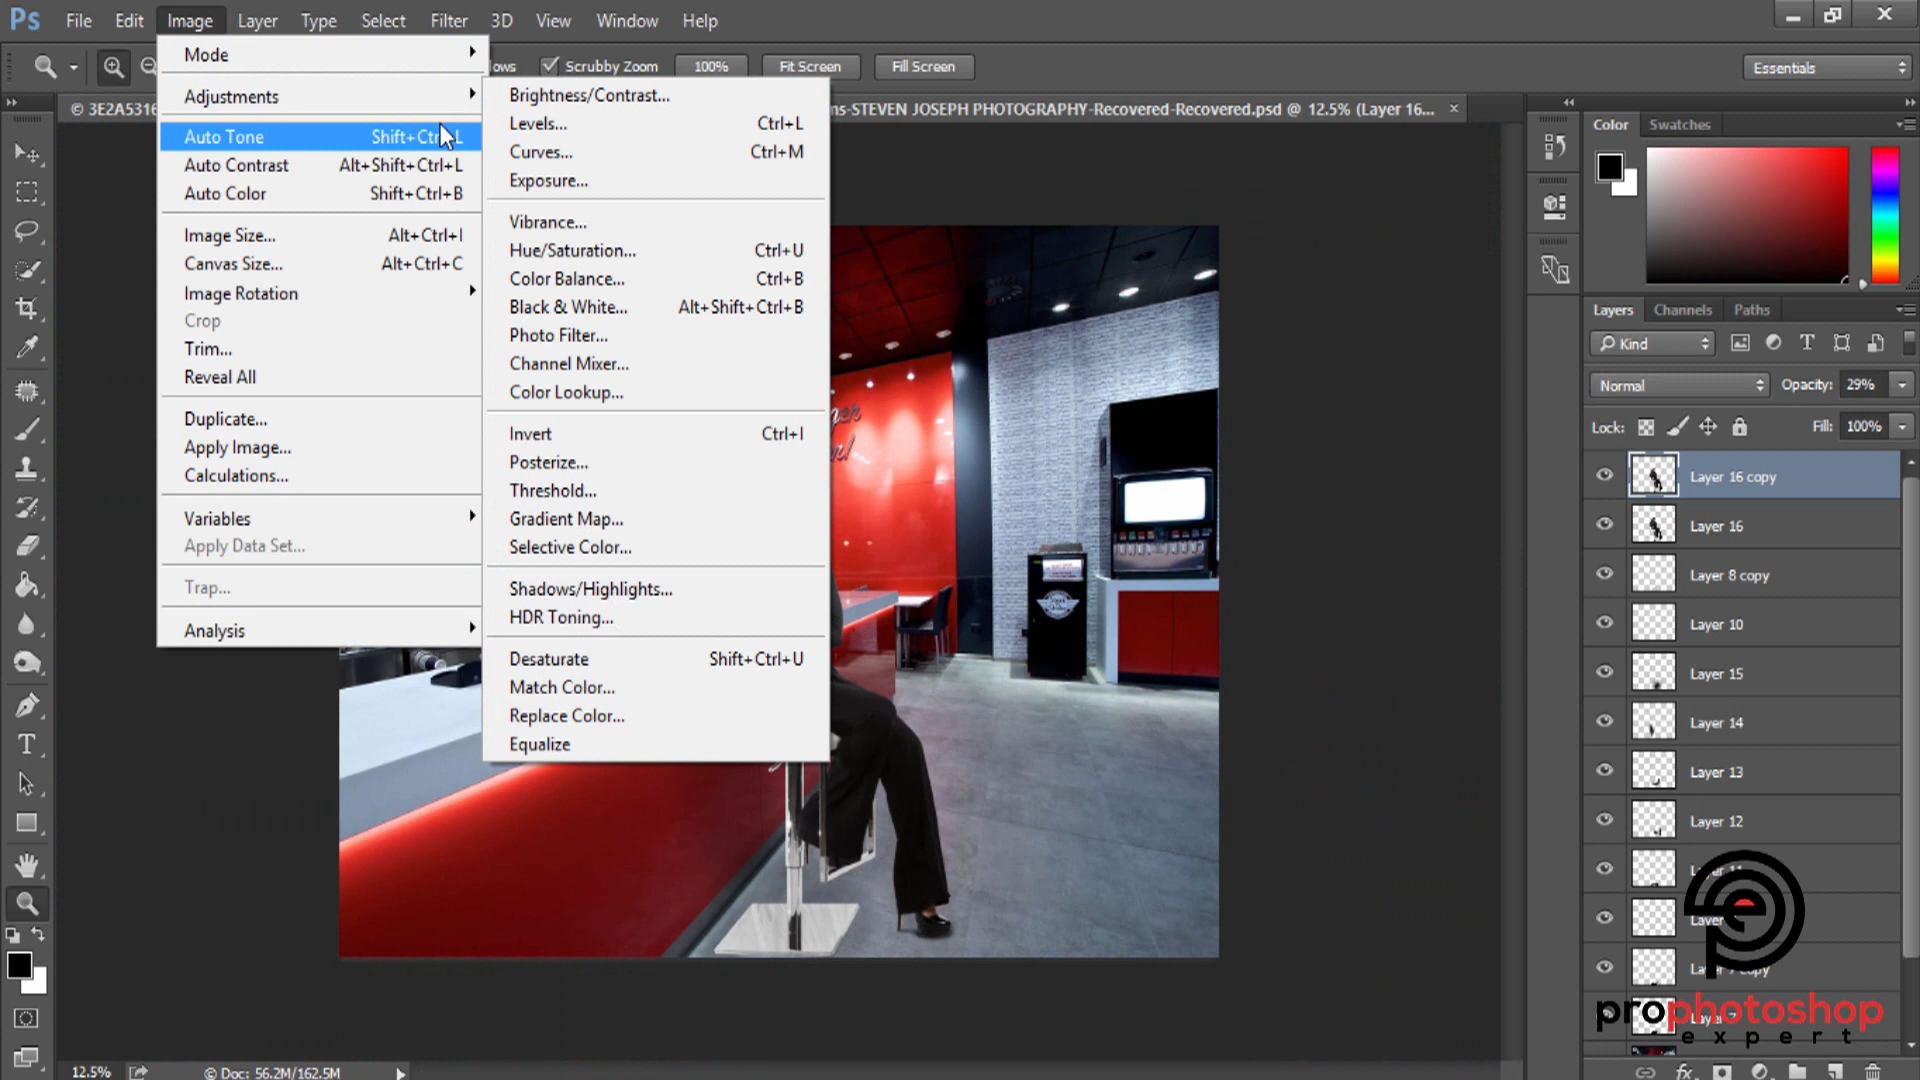 Ps File Edit Image Layer Type Select Filter 3D View Window Help
Scrubby Zoom 100% Fit Screen Fill Screen Essentials
© 3E2A5316
ns-STEVEN JOSEPH PHOTOGRAPHY-Recovered-Recovered.psd @ 12.5% (Layer 16...
Mode
Adjustments
Auto Tone
Auto Contrast Alt+Shift+Ctrl+L
Auto Color Shift+Ctrl+B
Image Size... Alt+Ctrl+I
Canvas Size... Alt+Ctrl+C
Image Rotation
Crop
Trim...
Reveal All
Duplicate...
Apply Image...
Calculations...
Variables
Apply Data Set...
Trap...
Analysis
Brightness/Contrast...
Levels... Ctrl+L
Curves... Ctrl+M
Exposure...
Vibrance...
Hue/Saturation... Ctrl+U
Color Balance... Ctrl+B
Black & White... Alt+Shift+Ctrl+B
Photo Filter...
Channel Mixer...
Color Lookup...
Invert Ctrl+I
Posterize...
Threshold...
Gradient Map...
Selective Color...
Shadows/Highlights...
HDR Toning...
Desaturate Shift+Ctrl+U
Match Color...
Replace Color...
Equalize
Color Swatches
Layers Channels Paths
Kind
Normal Opacity: 29%
Lock: Fill: 100%
Layer 16 copy
Layer 16
Layer 8 copy
Layer 10
Layer 15
Layer 14
Layer 13
Layer 12
prophotoshop
expert
12.5% © Doc: 56.2M/162.5M